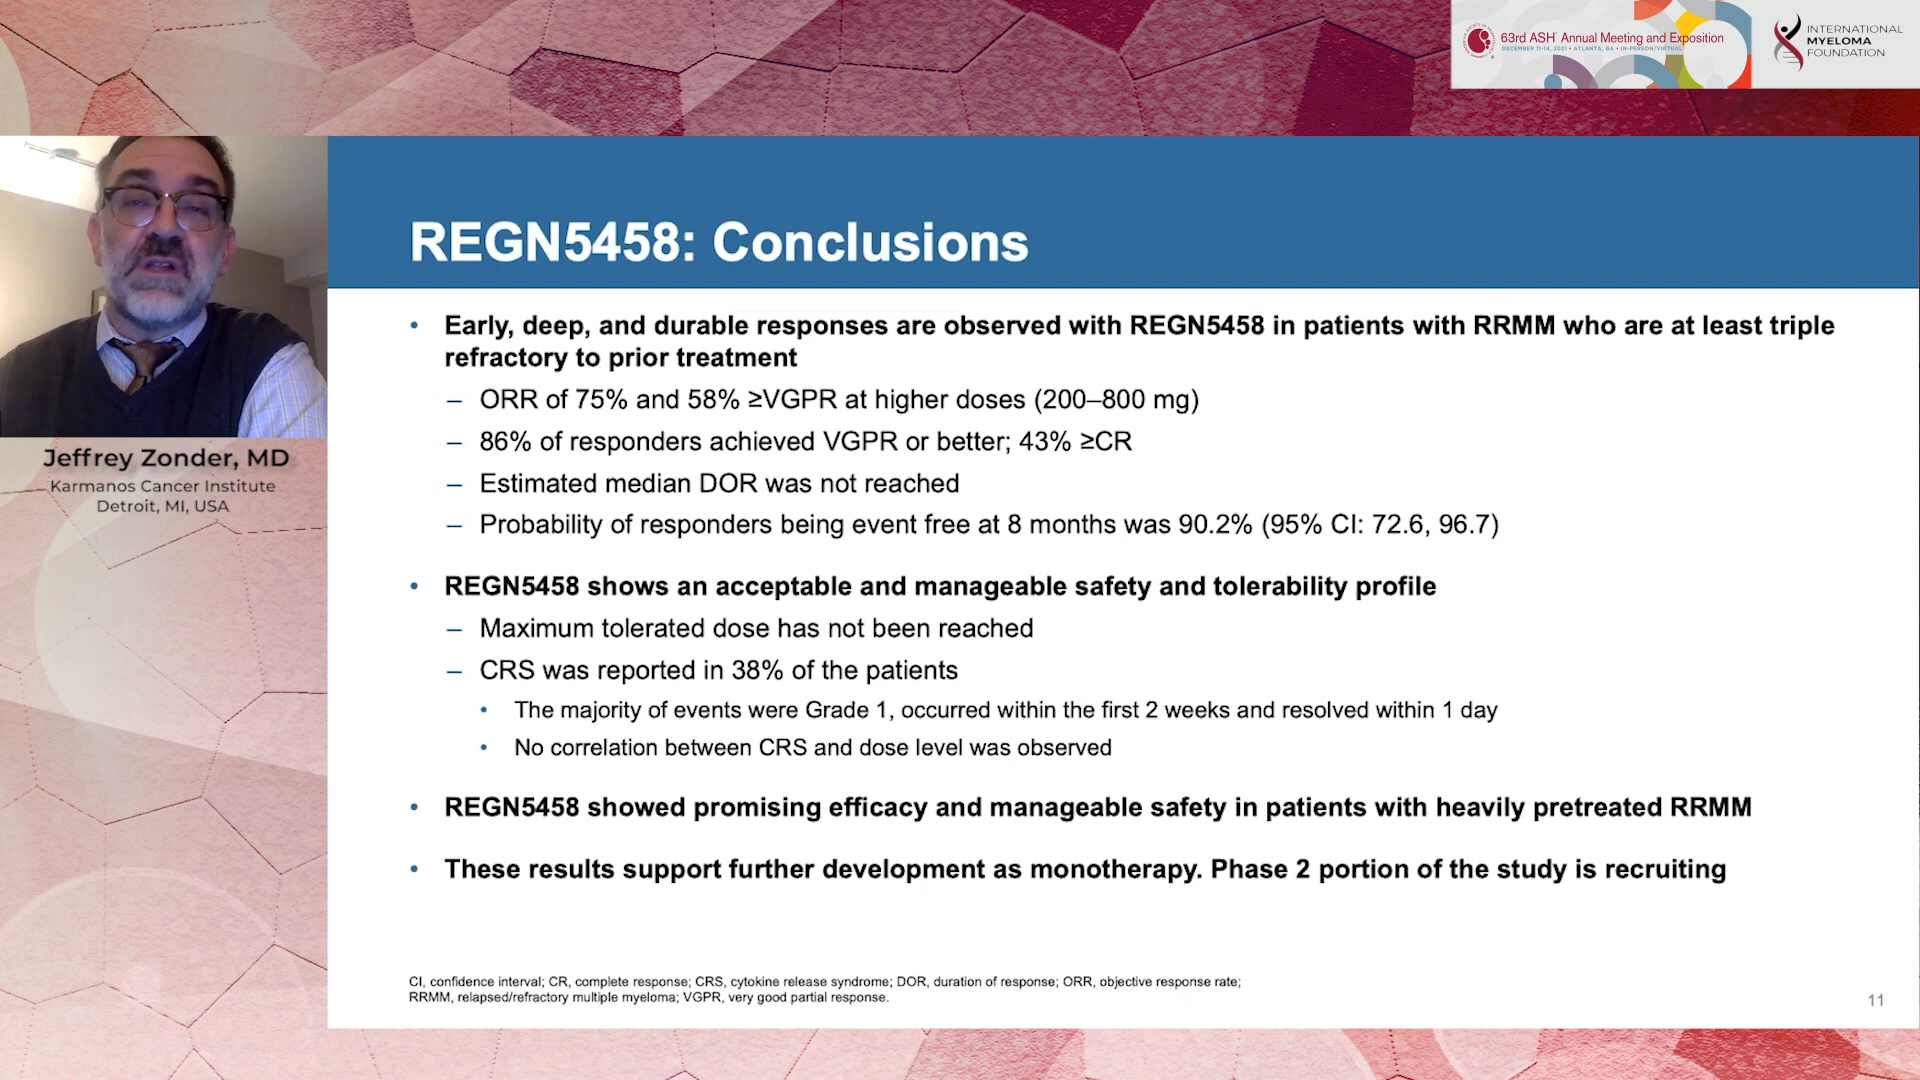 63rd ASH Annual Meeting and Exposition
DECEMBER 11-14, 2021 • ATLANTA, GA • IN-PERSON/VIRTUAL
INTERNATIONAL
MYELOMA
FOUNDATION
Jeffrey Zonder, MD
Karmanos Cancer Institute
Detroit, MI, USA
REGN5458: Conclusions
• Early, deep, and durable responses are observed with REGN5458 in patients with RRMM who are at least triple
refractory to prior treatment
– ORR of 75% and 58% ≥VGPR at higher doses (200–800 mg)
– 86% of responders achieved VGPR or better; 43% ≥CR
– Estimated median DOR was not reached
– Probability of responders being event free at 8 months was 90.2% (95% CI: 72.6, 96.7)
• REGN5458 shows an acceptable and manageable safety and tolerability profile
– Maximum tolerated dose has not been reached
– CRS was reported in 38% of the patients
• The majority of events were Grade 1, occurred within the first 2 weeks and resolved within 1 day
• No correlation between CRS and dose level was observed
• REGN5458 showed promising efficacy and manageable safety in patients with heavily pretreated RRMM
• These results support further development as monotherapy. Phase 2 portion of the study is recruiting
CI, confidence interval; CR, complete response; CRS, cytokine release syndrome; DOR, duration of response; ORR, objective response rate;
RRMM, relapsed/refractory multiple myeloma; VGPR, very good partial response.
11